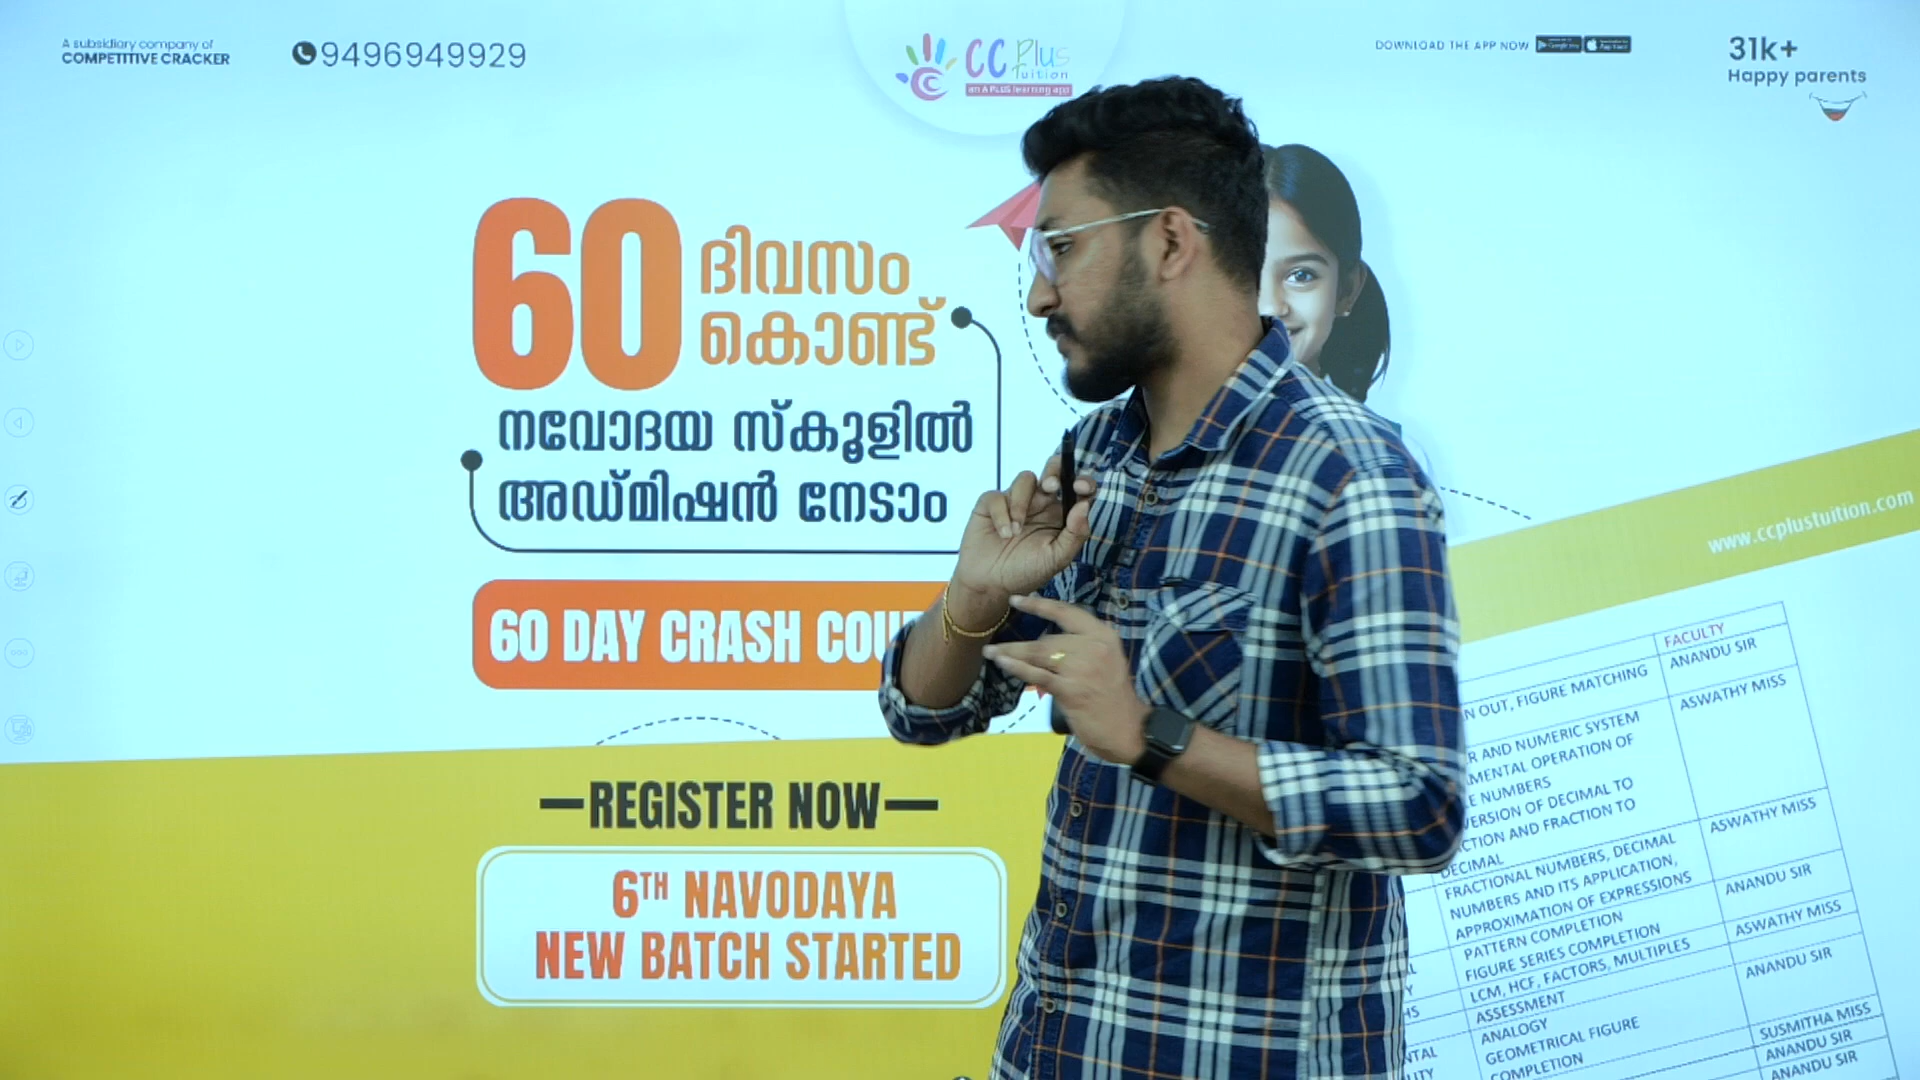 A subsidiary company of
COMPETITIVE CRACKER
9496949929
CC Plus
Tuition
an A PLUS learning app
DOWNLOAD THE APP NOW
31k+
Happy parents
60 ദിവസം
കൊണ്ട്
നവോദയ സ്കൂളിൽ
അഡ്മിഷൻ നേടാം
60 DAY CRASH COU
REGISTER NOW
6TH NAVODAYA
NEW BATCH STARTED
www.ccplustuition.com
FACULTY
N OUT, FIGURE MATCHING ANANDU SIR
R AND NUMERIC SYSTEM ASWATHY MISS
MENTAL OPERATION OF
E NUMBERS
VERSION OF DECIMAL TO
CTION AND FRACTION TO
DECIMAL
FRACTIONAL NUMBERS, DECIMAL ASWATHY MISS
NUMBERS AND ITS APPLICATION,
APPROXIMATION OF EXPRESSIONS
PATTERN COMPLETION ANANDU SIR
FIGURE SERIES COMPLETION
LCM, HCF, FACTORS, MULTIPLES ASWATHY MISS
ASSESSMENT
ANALOGY ANANDU SIR
GEOMETRICAL FIGURE
COMPLETION
SUSMITHA MISS
ANANDU SIR
ANANDU SIR